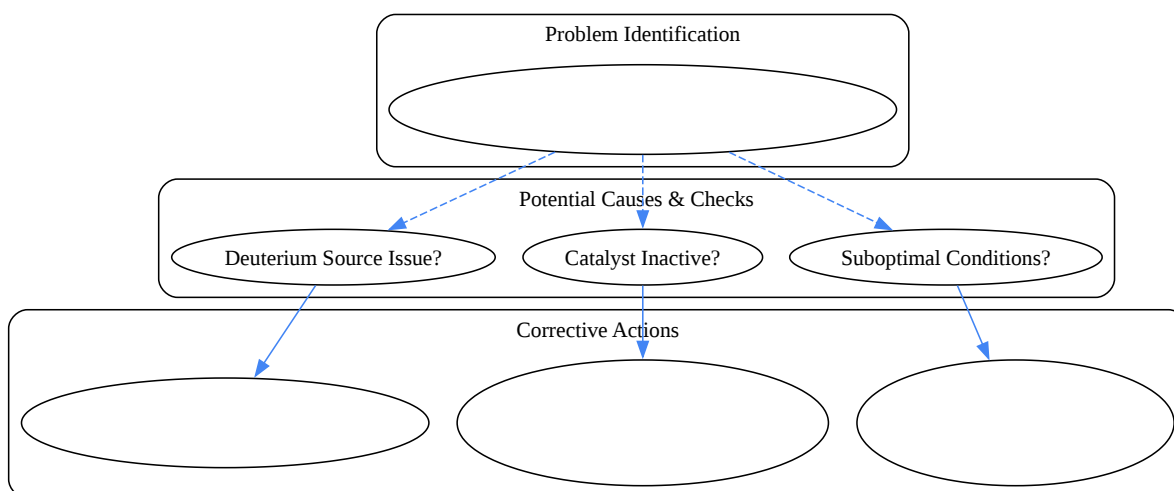 Problem Identification
Potential Causes & Checks
Deuterium Source Issue?
Catalyst Inactive?
Suboptimal Conditions?
Corrective Actions